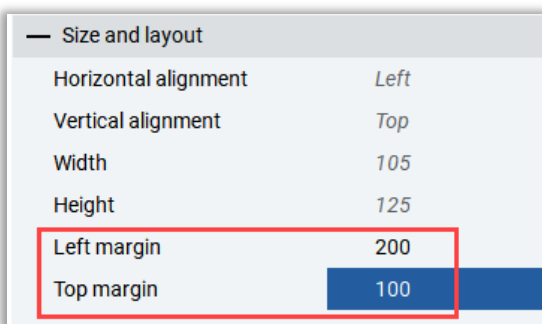 Size and layout
Horizontal alignment Left
Vertical alignment Top
Width 105
Height 125
Left margin 200
Top margin 100